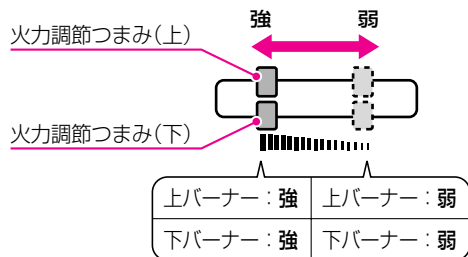 強 弱
火力調節つまみ(上)
火力調節つまみ(下)
上バーナー：強 上バーナー：弱
下バーナー：強 下バーナー：弱